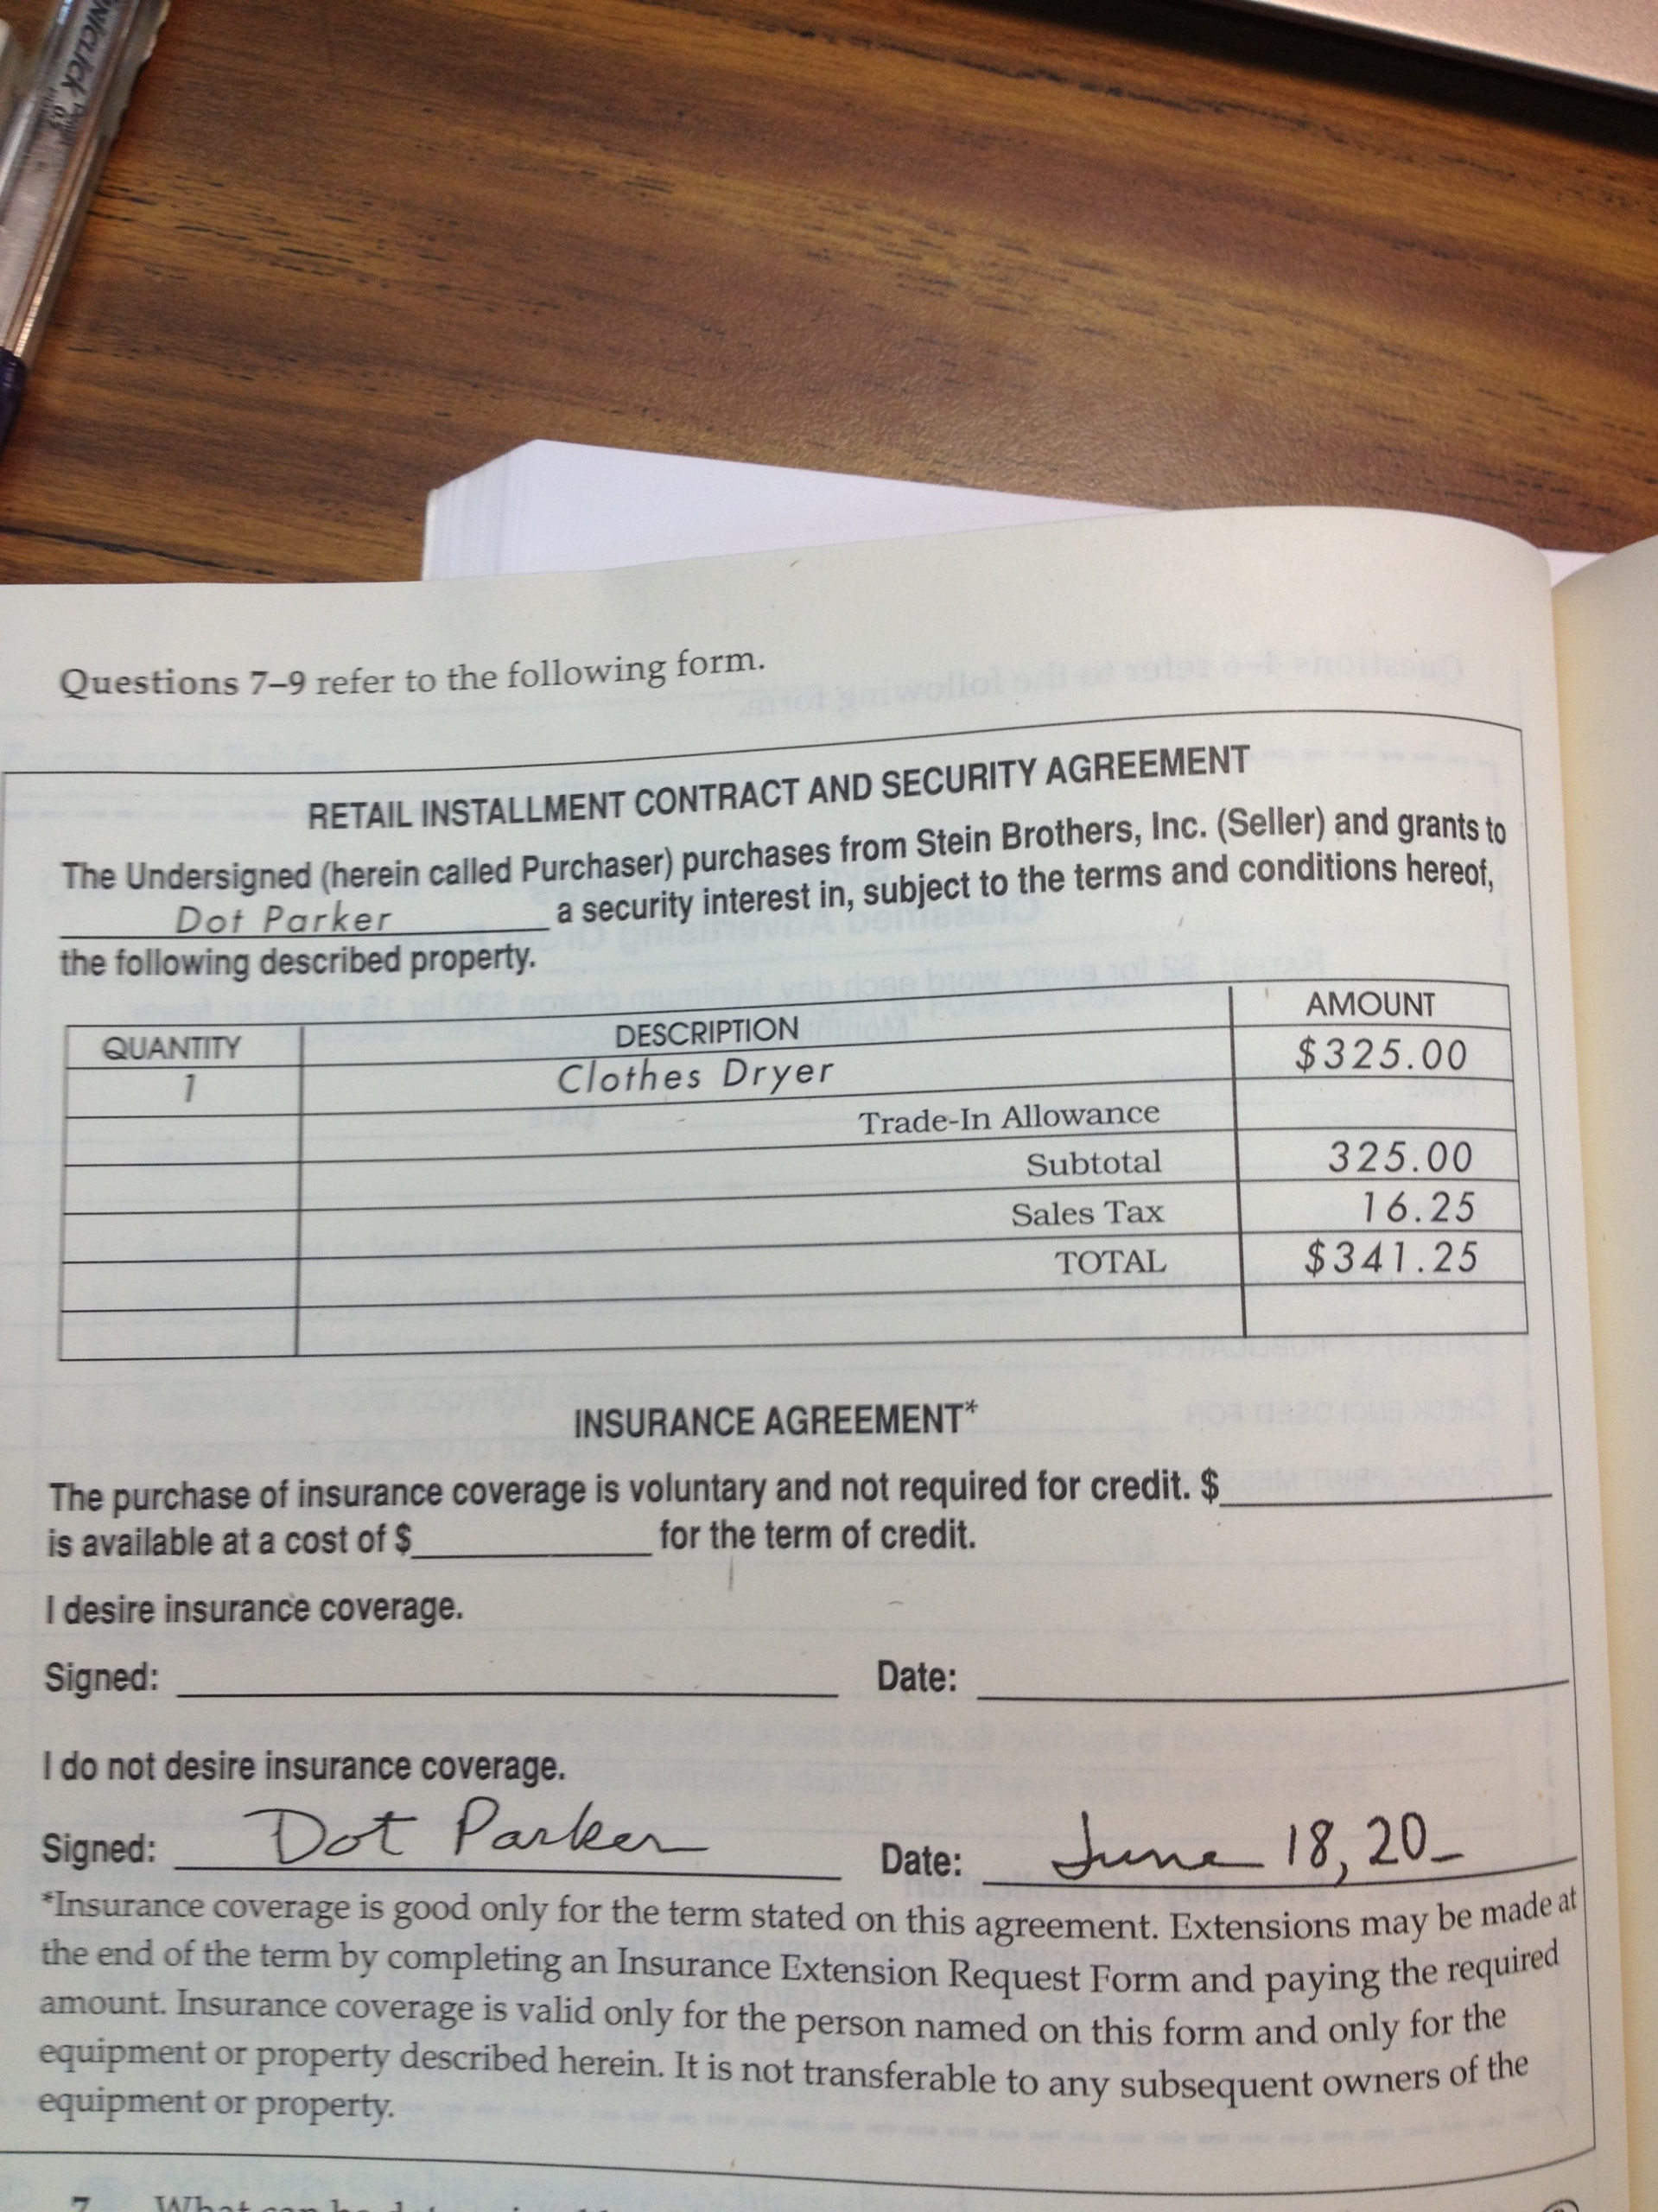 Questions 7–9 refer to the following form.
RETAIL INSTALLMENT CONTRACT AND SECURITY AGREEMENT
The Undersigned (herein called Purchaser) purchases from Stein Brothers, Inc. (Seller) and grants to
Dot Parker a security interest in, subject to the terms and conditions hereof,
the following described property.
QUANTITY DESCRIPTION AMOUNT
1 Clothes Dryer $325.00
Trade-In Allowance
Subtotal 325.00
Sales Tax 16.25
TOTAL $341.25
INSURANCE AGREEMENT*
The purchase of insurance coverage is voluntary and not required for credit. $
is available at a cost of $ for the term of credit.
I desire insurance coverage.
Signed: Date:
I do not desire insurance coverage.
Signed: Dot Parker Date: June 18, 20_
*Insurance coverage is good only for the term stated on this agreement. Extensions may be made at
the end of the term by completing an Insurance Extension Request Form and paying the required
amount. Insurance coverage is valid only for the person named on this form and only for the
equipment or property described herein. It is not transferable to any subsequent owners of the
equipment or property.
7 What can be